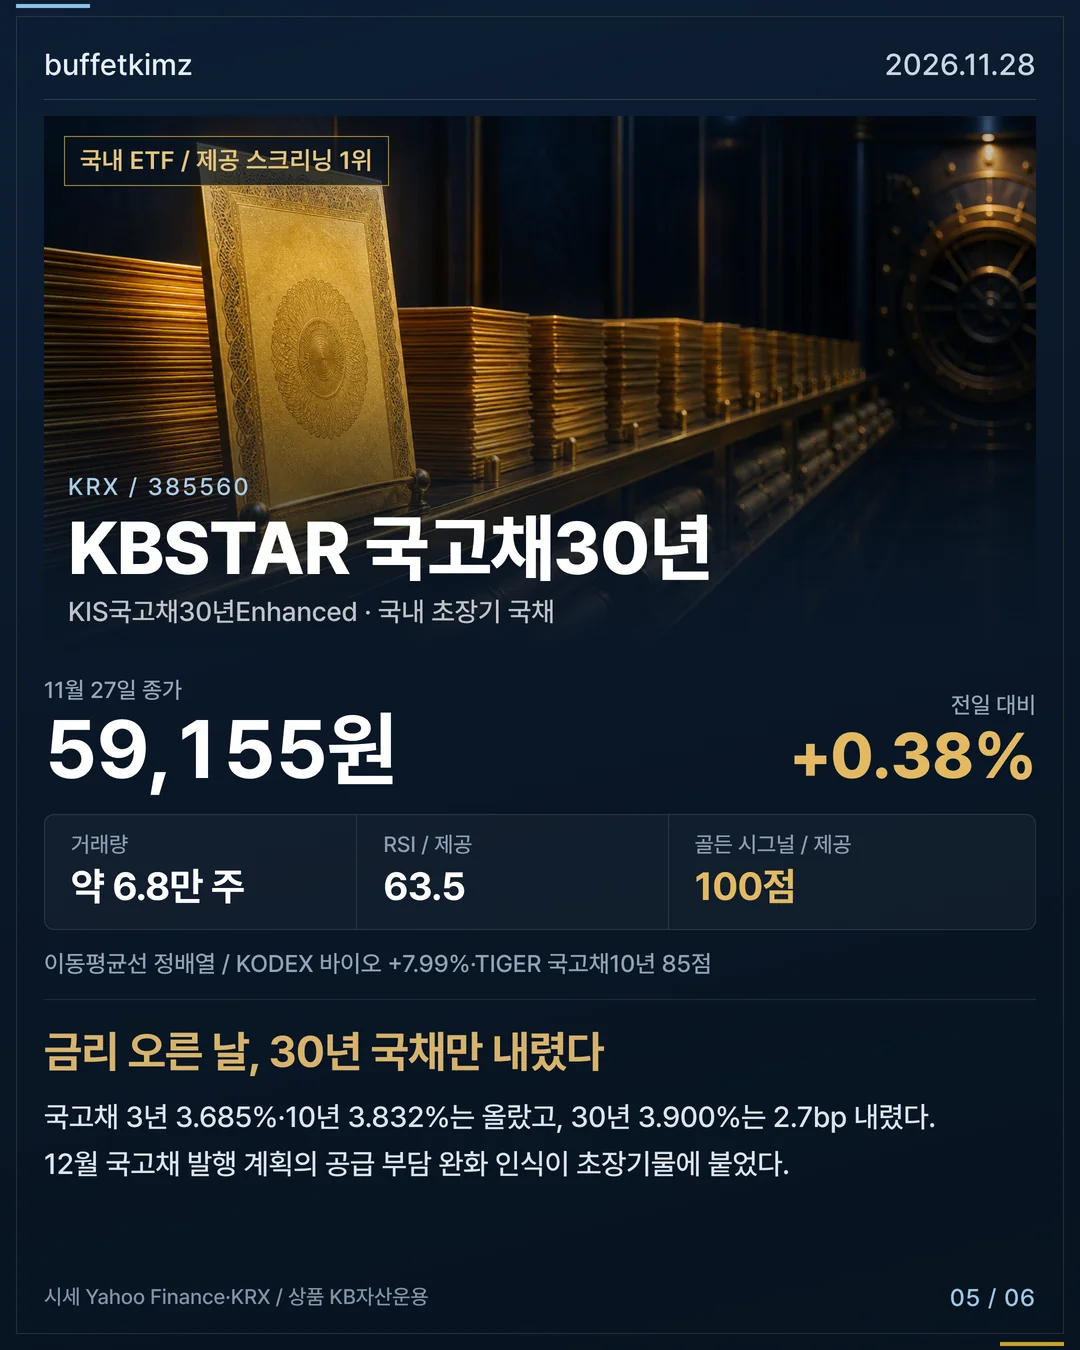 buffetkimz
2026.11.28
국내 ETF / 제공 스크리닝 1위
KRX / 385560
KBSTAR 국고채30년
KIS국고채30년Enhanced · 국내 초장기 국채
11월 27일 종가
59,155원
전일 대비
+0.38%
거래량
약 6.8만 주
RSI / 제공
63.5
골든 시그널 / 제공
100점
이동평균선 정배열 / KODEX 바이오 +7.99%·TIGER 국고채10년 85점
금리 오른 날, 30년 국채만 내렸다
국고채 3년 3.685%·10년 3.832%는 올랐고, 30년 3.900%는 2.7bp 내렸다.
12월 국고채 발행 계획의 공급 부담 완화 인식이 초장기물에 붙었다.
시세 Yahoo Finance·KRX / 상품 KB자산운용
05 / 06